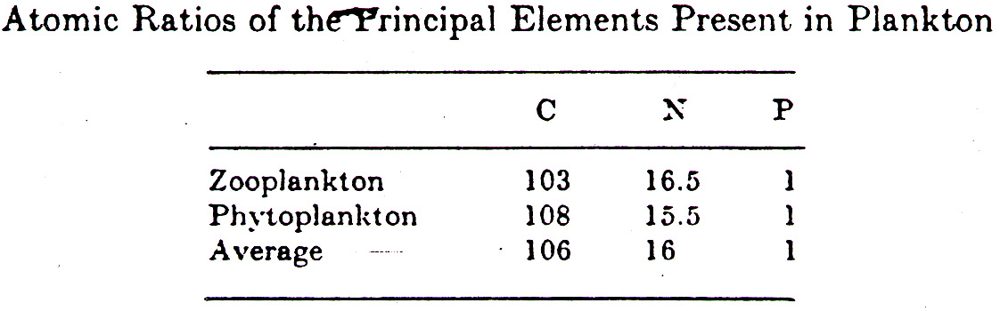 Atomic Ratios of the Principal Elements Present in Plankton
C N P
Zooplankton 103 16.5 1
Phytoplankton 108 15.5 1
Average 106 16 1